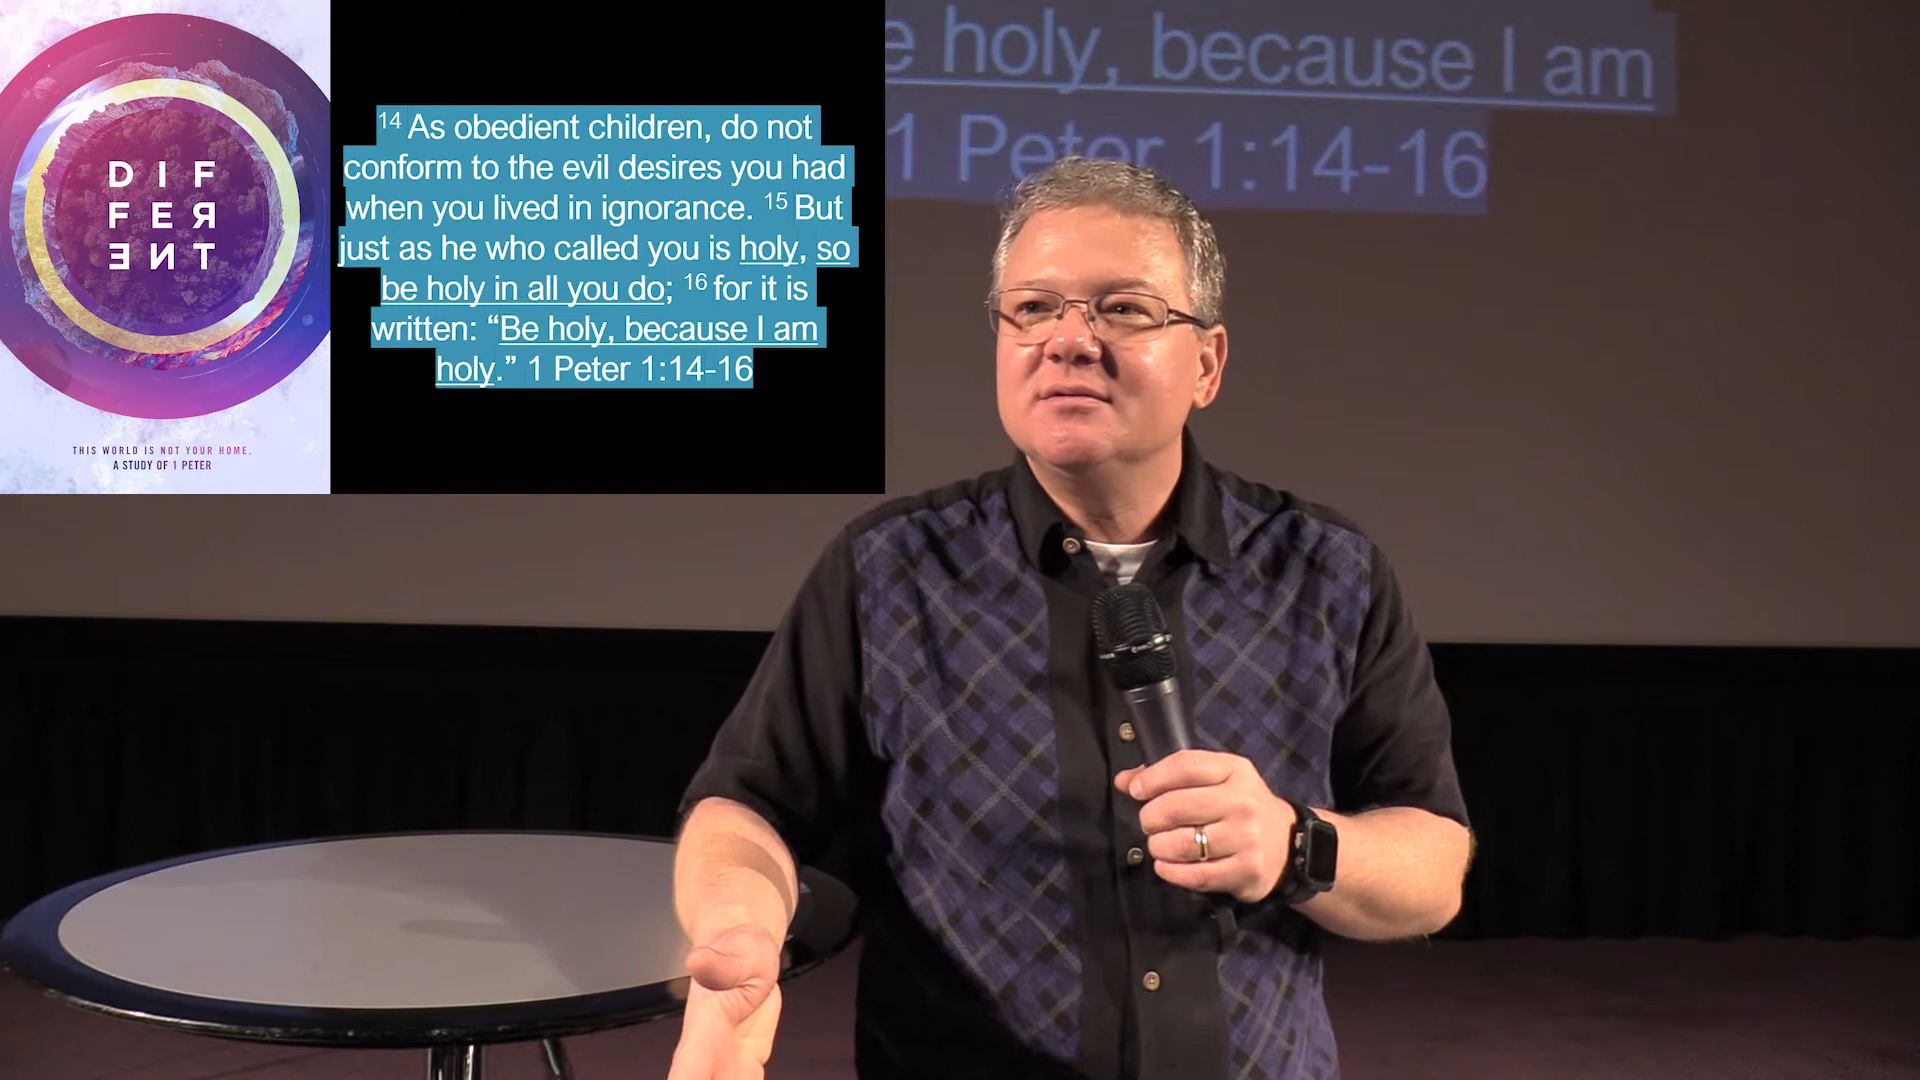 DIF
FER
ENT
THIS WORLD IS NOT YOUR HOME.
A STUDY OF 1 PETER
14 As obedient children, do not
conform to the evil desires you had
when you lived in ignorance. 15 But
just as he who called you is holy, so
be holy in all you do; 16 for it is
written: “Be holy, because I am
holy.” 1 Peter 1:14-16
e holy, because I am
1 Peter 1:14-16